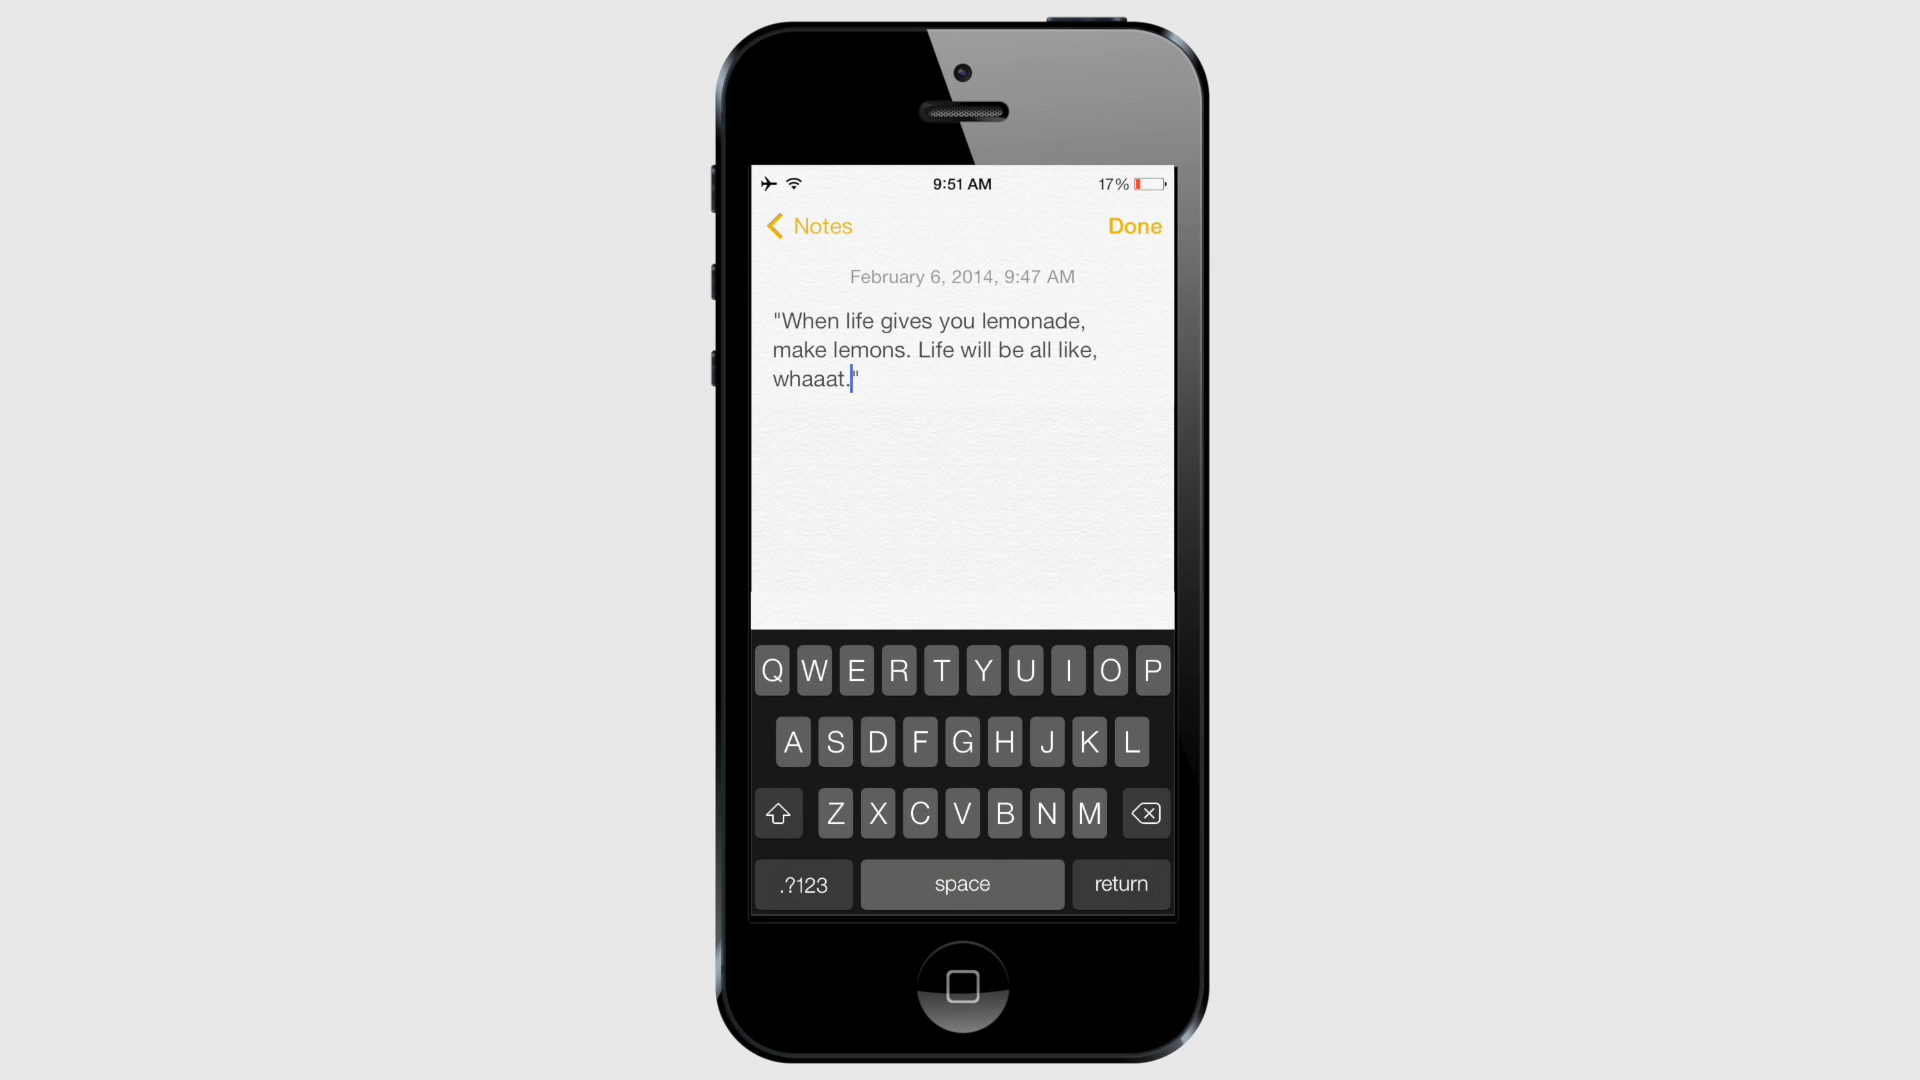 9:51 AM
17%
Notes
Done
February 6, 2014, 9:47 AM
"When life gives you lemonade,
make lemons. Life will be all like,
whaaat."
Q W E R T Y U I O P
A S D F G H J K L
Z X C V B N M
.?123 space return